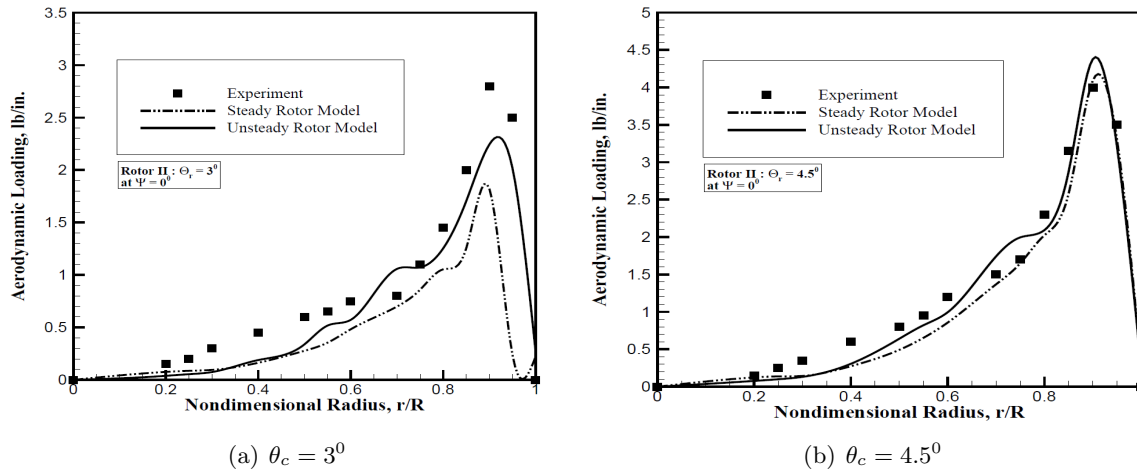 3.5
3
2.5
2
1.5
1
0.5
0
Aerodynamic Loading, lb/in.
Experiment
Steady Rotor Model
Unsteady Rotor Model
Rotor II : Θr = 3⁰
at Ψ = 0⁰
0 0.2 0.4 0.6 0.8 1
Nondimensional Radius, r/R
(a) θc = 3⁰
5
4.5
4
3.5
3
2.5
2
1.5
1
0.5
0
Aerodynamic Loading, lb/in.
Experiment
Steady Rotor Model
Unsteady Rotor Model
Rotor II : Θr = 4.5⁰
at Ψ = 0⁰
0 0.2 0.4 0.6 0.8
Nondimensional Radius, r/R
(b) θc = 4.5⁰